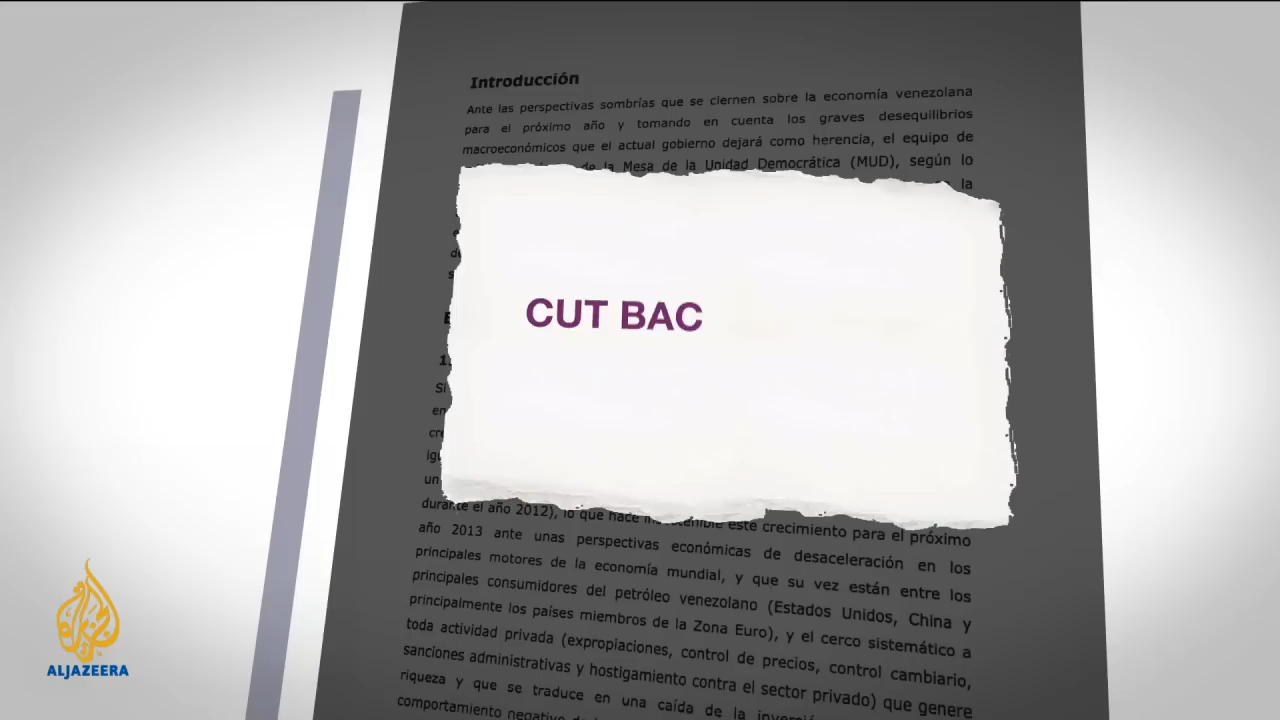 Introducción
Ante las perspectivas sombrías que se ciernen sobre la economía venezolana
para el próximo año y tomando en cuenta los graves desequilibrios
macroeconómicos que el actual gobierno dejará como herencia, el equipo de
de la Mesa de la Unidad Democrática (MUD), según lo
la
CUT BAC
durante el año 2012), lo que hace este crecimiento para el próximo
año 2013 ante unas perspectivas económicas de desaceleración en los
principales motores de la economía mundial, y que su vez están entre los
principales consumidores del petróleo venezolano (Estados Unidos, China y
principalmente los países miembros de la Zona Euro), y el cerco sistemático a
toda actividad privada (expropiaciones, control de precios, control cambiario,
sanciones administrativas y hostigamiento contra el sector privado) que genere
riqueza y que se traduce en una caída de la
comportamiento negativo
ALJAZEERA